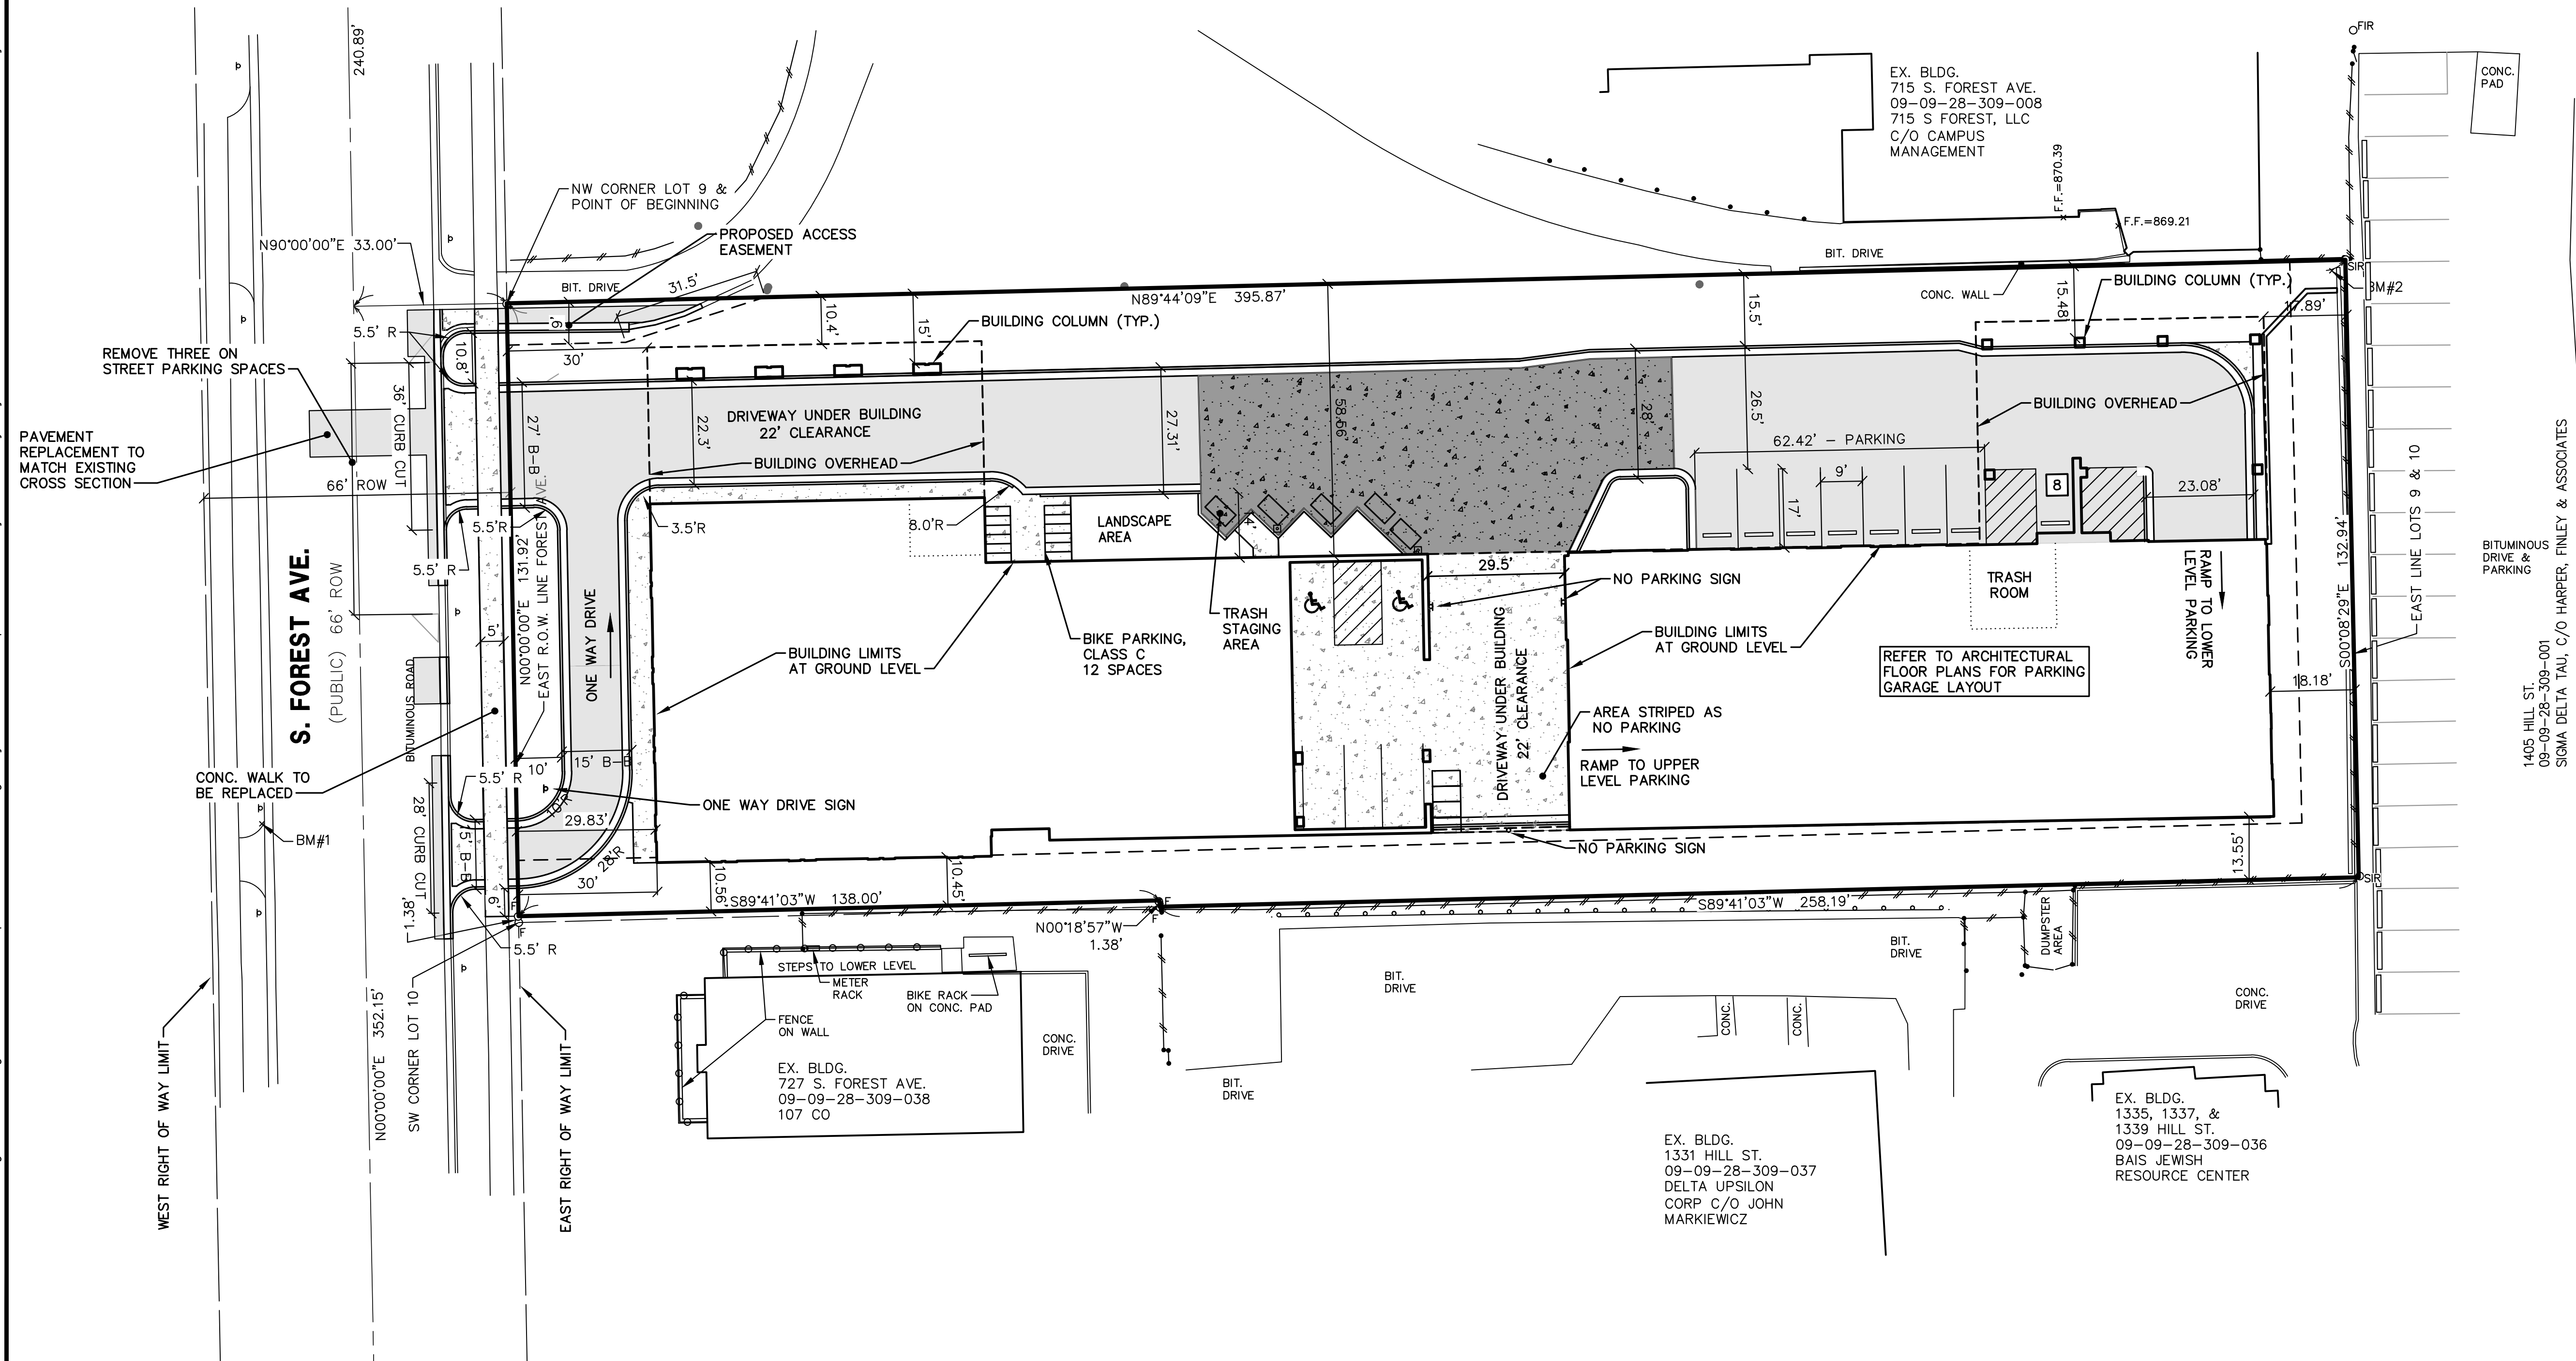 240.89'
FIR
CONC.
PAD
EX. BLDG.
715 S. FOREST AVE.
09-09-28-309-008
715 S FOREST, LLC
C/O CAMPUS
MANAGEMENT
F.F.=870.39
F.F.=869.21
NW CORNER LOT 9 &
POINT OF BEGINNING
N90°00'00"E 33.00'
PROPOSED ACCESS
EASEMENT
BIT. DRIVE
BIT. DRIVE
31.5'
N89°44'09"E 395.87'
CONC. WALL
BUILDING COLUMN (TYP.)
SIR
BM#2
17.89'
5.5' R
10.8'
6'
30'
10.4'
15'
BUILDING COLUMN (TYP.)
15.5'
15.48'
REMOVE THREE ON
STREET PARKING SPACES
36' CURB CUT
27' B-B
22.3'
DRIVEWAY UNDER BUILDING
22' CLEARANCE
BUILDING OVERHEAD
27.31'
58.56'
28'
26.5'
62.42' - PARKING
BUILDING OVERHEAD
PAVEMENT
REPLACEMENT TO
MATCH EXISTING
CROSS SECTION
66' ROW
5.5'R
3.5'R
8.0'R
LANDSCAPE
AREA
9'
17'
8
23.08'
S. FOREST AVE.
(PUBLIC) 66' ROW
5.5' R
5'
N00°00'00"E 131.92'
EAST R.O.W. LINE FOREST AVE.
ONE WAY DRIVE
29.5'
NO PARKING SIGN
TRASH
ROOM
RAMP TO LOWER
LEVEL PARKING
TRASH
STAGING
AREA
BIKE PARKING,
CLASS C
12 SPACES
BUILDING LIMITS
AT GROUND LEVEL
BUILDING LIMITS
AT GROUND LEVEL
REFER TO ARCHITECTURAL
FLOOR PLANS FOR PARKING
GARAGE LAYOUT
DRIVEWAY UNDER BUILDING
22' CLEARANCE
AREA STRIPED AS
NO PARKING
RAMP TO UPPER
LEVEL PARKING
18.18'
S00°08'29"E 132.94'
EAST LINE LOTS 9 & 10
BITUMINOUS
DRIVE &
PARKING
1405 HILL ST.
09-09-28-309-001
SIGMA DELTA TAU, C/O HARPER, FINLEY & ASSOCIATES
BITUMINOUS ROAD
CONC. WALK TO
BE REPLACED
5.5' R
10'
15' B-B
10'R
ONE WAY DRIVE SIGN
29.83'
28' CURB CUT
BM#1
28'R
30'
NO PARKING SIGN
13.55'
1.38'
6'
5.5' R
10.56'
10.45'
S89°41'03"W 138.00'
F
F
F
F
N00°18'57"W
1.38'
S89°41'03"W 258.19'
SIR
DUMPSTER
AREA
STEPS TO LOWER LEVEL
METER
RACK
BIKE RACK
ON CONC. PAD
FENCE
ON WALL
BIT.
DRIVE
BIT.
DRIVE
BIT.
DRIVE
CONC.
DRIVE
CONC.
DRIVE
CONC.
CONC.
EX. BLDG.
727 S. FOREST AVE.
09-09-28-309-038
107 CO
EX. BLDG.
1331 HILL ST.
09-09-28-309-037
DELTA UPSILON
CORP C/O JOHN
MARKIEWICZ
EX. BLDG.
1335, 1337, &
1339 HILL ST.
09-09-28-309-036
BAIS JEWISH
RESOURCE CENTER
WEST RIGHT OF WAY LIMIT
N00°00'00"E 352.15'
SW CORNER LOT 10
EAST RIGHT OF WAY LIMIT